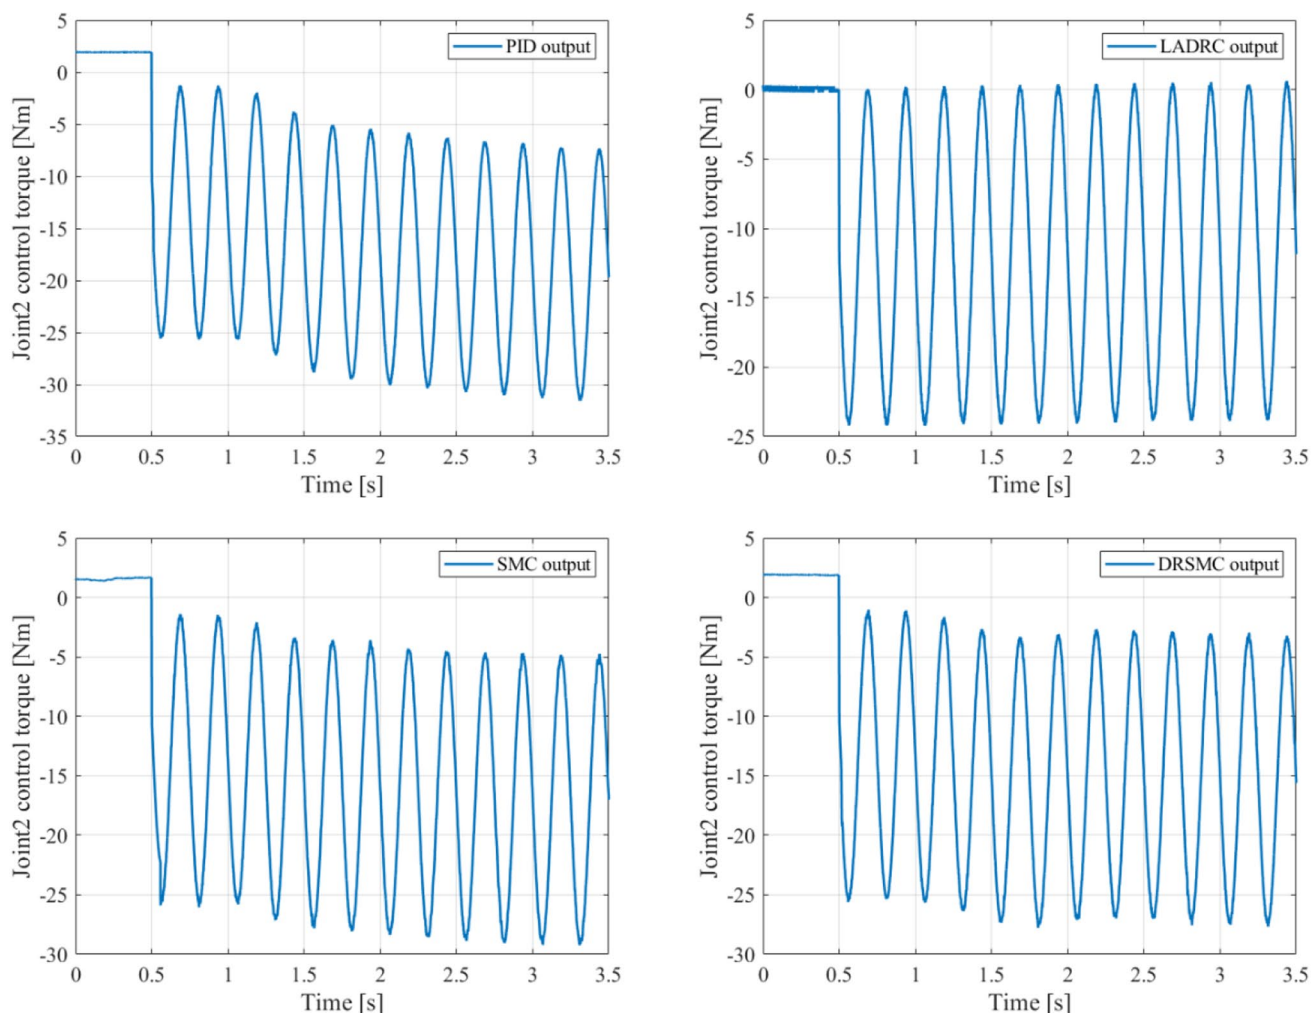 5
0
-5
-10
-15
-20
-25
-30
-35
Joint2 control torque [Nm]
PID output
0 0.5 1 1.5 2 2.5 3 3.5
Time [s]
5
0
-5
-10
-15
-20
-25
Joint2 control torque [Nm]
LADRC output
0 0.5 1 1.5 2 2.5 3 3.5
Time [s]
5
0
-5
-10
-15
-20
-25
-30
Joint2 control torque [Nm]
SMC output
0 0.5 1 1.5 2 2.5 3 3.5
Time [s]
5
0
-5
-10
-15
-20
-25
-30
Joint2 control torque [Nm]
DRSMC output
0 0.5 1 1.5 2 2.5 3 3.5
Time [s]